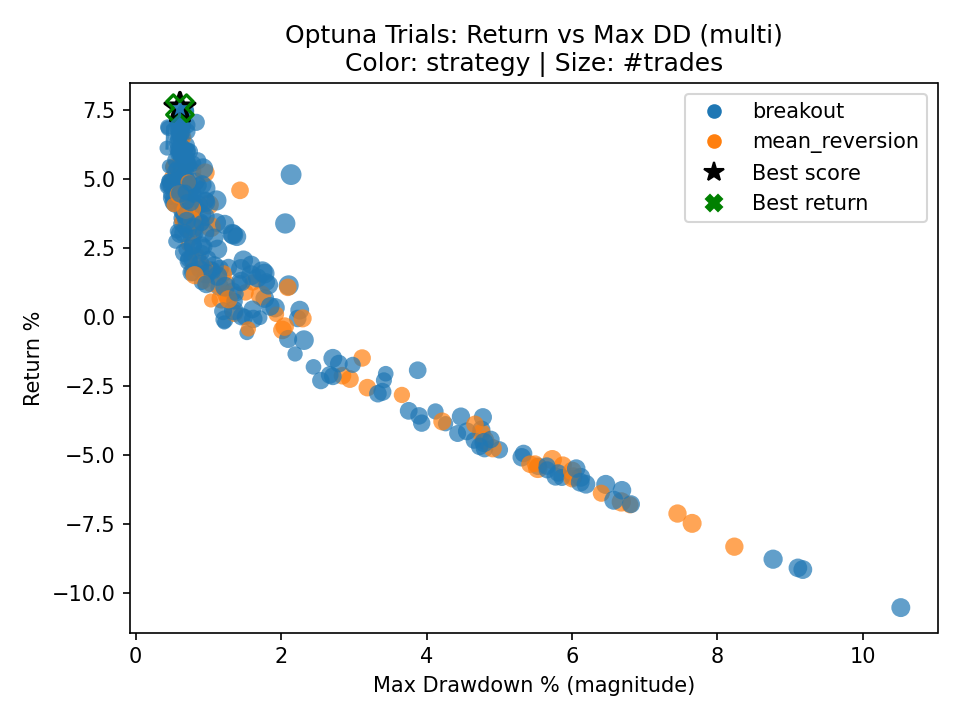 Optuna Trials: Return vs Max DD (multi)
Color: strategy | Size: #trades
breakout
mean_reversion
Best score
Best return
Return %
7.5
5.0
2.5
0.0
−2.5
−5.0
−7.5
−10.0
0 2 4 6 8 10
Max Drawdown % (magnitude)